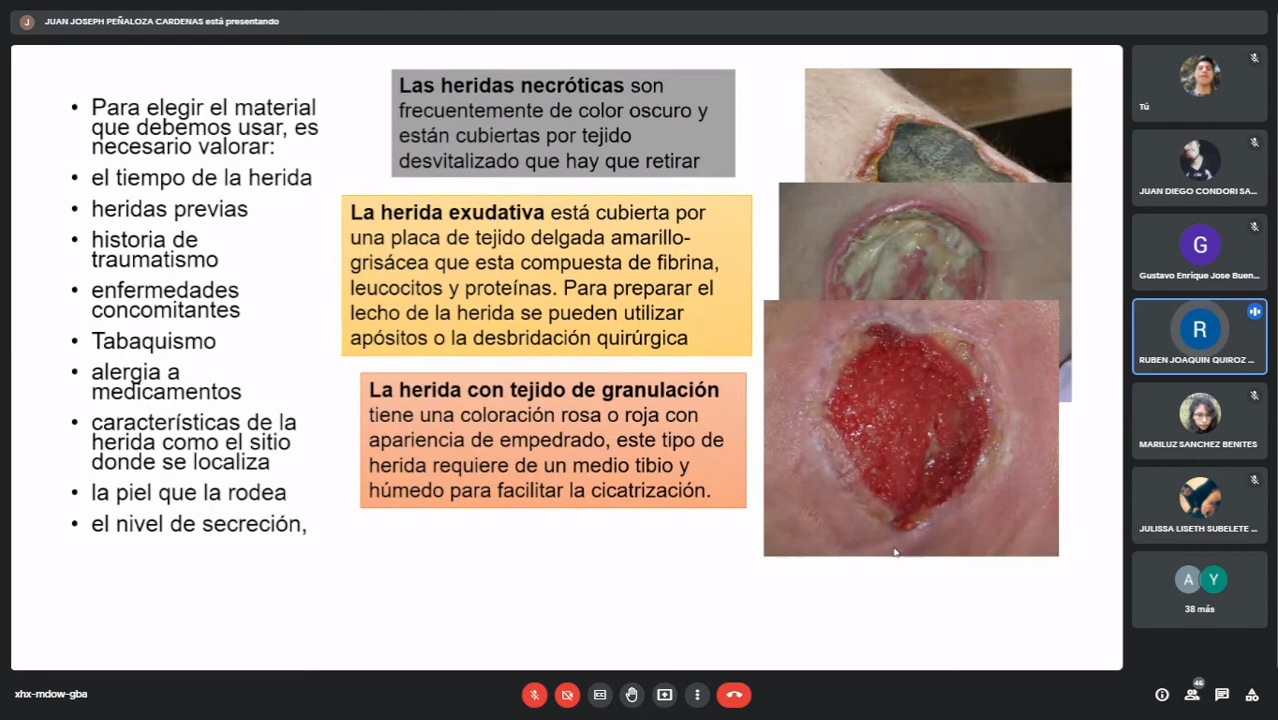 J
JUAN JOSEPH PEÑALOZA CARDENAS está presentando
• Para elegir el material
que debemos usar, es
necesario valorar:
• el tiempo de la herida
• heridas previas
• historia de
traumatismo
• enfermedades
concomitantes
• Tabaquismo
• alergia a
medicamentos
• características de la
herida como el sitio
donde se localiza
• la piel que la rodea
• el nivel de secreción,
Las heridas necróticas son
frecuentemente de color oscuro y
están cubiertas por tejido
desvitalizado que hay que retirar
La herida exudativa está cubierta por
una placa de tejido delgada amarillo-
grisácea que esta compuesta de fibrina,
leucocitos y proteínas. Para preparar el
lecho de la herida se pueden utilizar
apósitos o la desbridación quirúrgica
La herida con tejido de granulación
tiene una coloración rosa o roja con
apariencia de empedrado, este tipo de
herida requiere de un medio tibio y
húmedo para facilitar la cicatrización.
Tú
JUAN DIEGO CONDORI SA...
G
Gustavo Enrique Jose Buen...
R
RUBEN JOAQUIN QUIROZ ...
MARILUZ SANCHEZ BENITES
JULISSA LISETH SUBELETE ...
A Y
38 más
xhx-mdow-gba
46